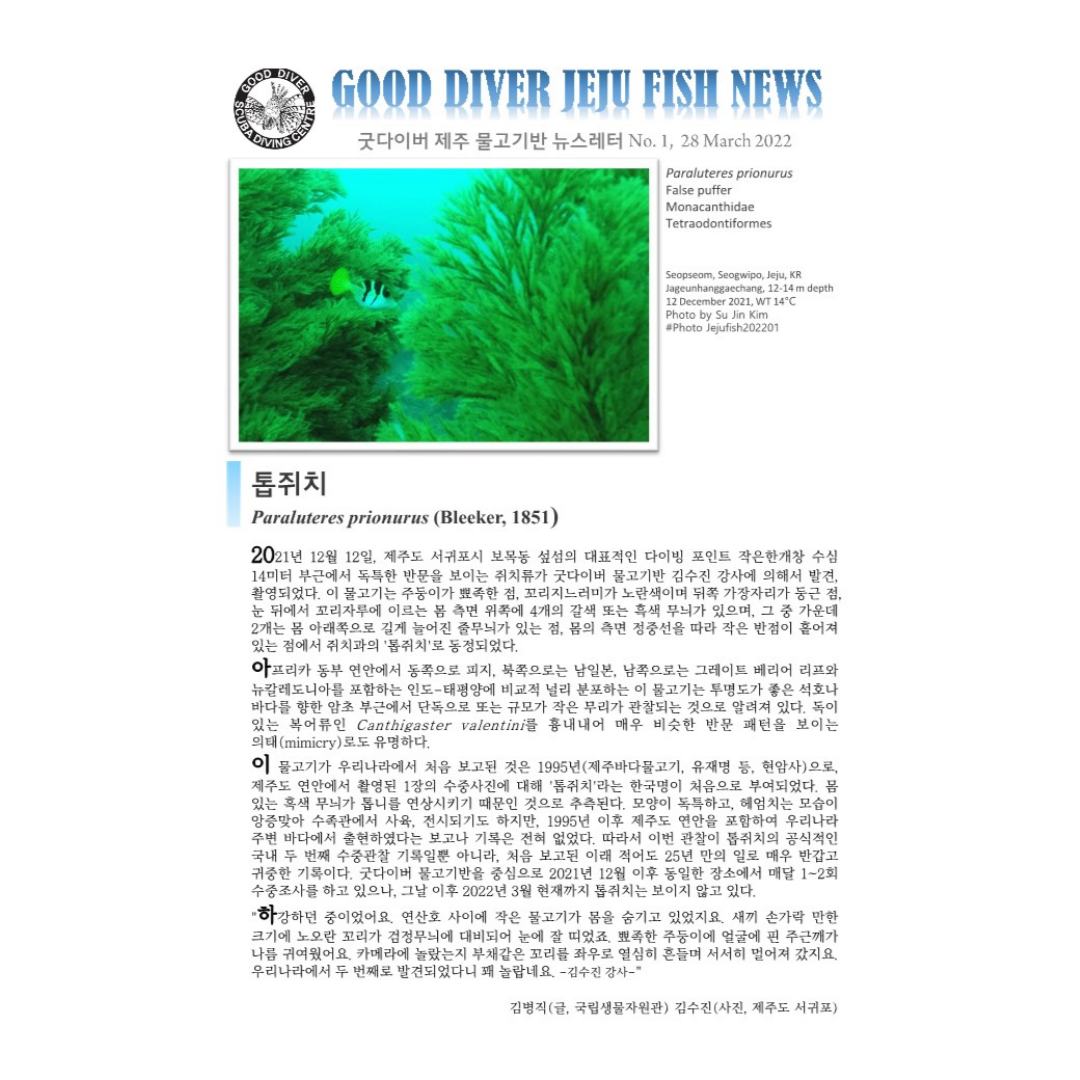 GOOD DIVER
SCUBA DIVING CENTRE
GOOD DIVER JEJU FISH NEWS
굿다이버 제주 물고기반 뉴스레터 No. 1, 28 March 2022
Paraluteres prionurus
False puffer
Monacanthidae
Tetraodontiformes
Seopseom, Seogwipo, Jeju, KR
Jageunhanggaechang, 12-14 m depth
12 December 2021, WT 14℃
Photo by Su Jin Kim
#Photo Jejufish202201
톱쥐치
Paraluteres prionurus (Bleeker, 1851)
2021년 12월 12일, 제주도 서귀포시 보목동 섶섬의 대표적인 다이빙 포인트 작은한개창 수심
14미터 부근에서 독특한 반문을 보이는 쥐치류가 굿다이버 물고기반 김수진 강사에 의해서 발견,
촬영되었다. 이 물고기는 주둥이가 뾰족한 점, 꼬리지느러미가 노란색이며 뒤쪽 가장자리가 둥근 점,
눈 뒤에서 꼬리자루에 이르는 몸 측면 위쪽에 4개의 갈색 또는 흑색 무늬가 있으며, 그 중 가운데
2개는 몸 아래쪽으로 길게 늘어진 줄무늬가 있는 점, 몸의 측면 정중선을 따라 작은 반점이 흩어져
있는 점에서 쥐치과의 '톱쥐치'로 동정되었다.
아프리카 동부 연안에서 동쪽으로 피지, 북쪽으로는 남일본, 남쪽으로는 그레이트 베리어 리프와
뉴칼레도니아를 포함하는 인도-태평양에 비교적 널리 분포하는 이 물고기는 투명도가 좋은 석호나
바다를 향한 암초 부근에서 단독으로 또는 규모가 작은 무리가 관찰되는 것으로 알려져 있다. 독이
있는 복어류인 Canthigaster valentini를 흉내내어 매우 비슷한 반문 패턴을 보이는
의태(mimicry)로도 유명하다.
이 물고기가 우리나라에서 처음 보고된 것은 1995년(제주바다물고기, 유재명 등, 현암사)으로,
제주도 연안에서 촬영된 1장의 수중사진에 대해 '톱쥐치'라는 한국명이 처음으로 부여되었다. 몸
있는 흑색 무늬가 톱니를 연상시키기 때문인 것으로 추측된다. 모양이 독특하고, 헤엄치는 모습이
앙증맞아 수족관에서 사육, 전시되기도 하지만, 1995년 이후 제주도 연안을 포함하여 우리나라
주변 바다에서 출현하였다는 보고나 기록은 전혀 없었다. 따라서 이번 관찰이 톱쥐치의 공식적인
국내 두 번째 수중관찰 기록일뿐 아니라, 처음 보고된 이래 적어도 25년 만의 일로 매우 반갑고
귀중한 기록이다. 굿다이버 물고기반을 중심으로 2021년 12월 이후 동일한 장소에서 매달 1~2회
수중조사를 하고 있으나, 그날 이후 2022년 3월 현재까지 톱쥐치는 보이지 않고 있다.
"하강하던 중이었어요. 연산호 사이에 작은 물고기가 몸을 숨기고 있었지요. 새끼 손가락 만한
크기에 노오란 꼬리가 검정무늬에 대비되어 눈에 잘 띠었죠. 뾰족한 주둥이에 얼굴에 핀 주근깨가
나를 귀여웠어요. 카메라에 놀랐는지 부채같은 꼬리를 좌우로 열심히 흔들며 서서히 멀어져 갔지요.
우리나라에서 두 번째로 발견되었다니 꽤 놀랍네요. -김수진 강사-"
김병직(글, 국립생물자원관) 김수진(사진, 제주도 서귀포)